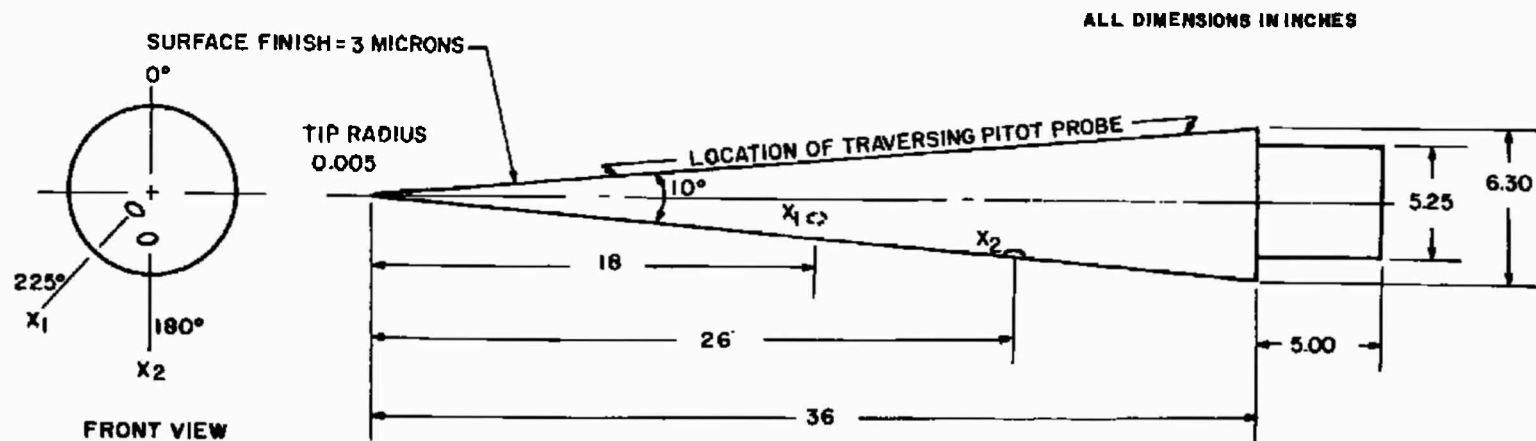 ALL DIMENSIONS IN INCHES
SURFACE FINISH = 3 MICRONS
0°
TIP RADIUS
0.005
LOCATION OF TRAVERSING PITOT PROBE
10°
X1
X2
5.25
6.30
18
225°
X1
180°
X2
26
5.00
36
FRONT VIEW